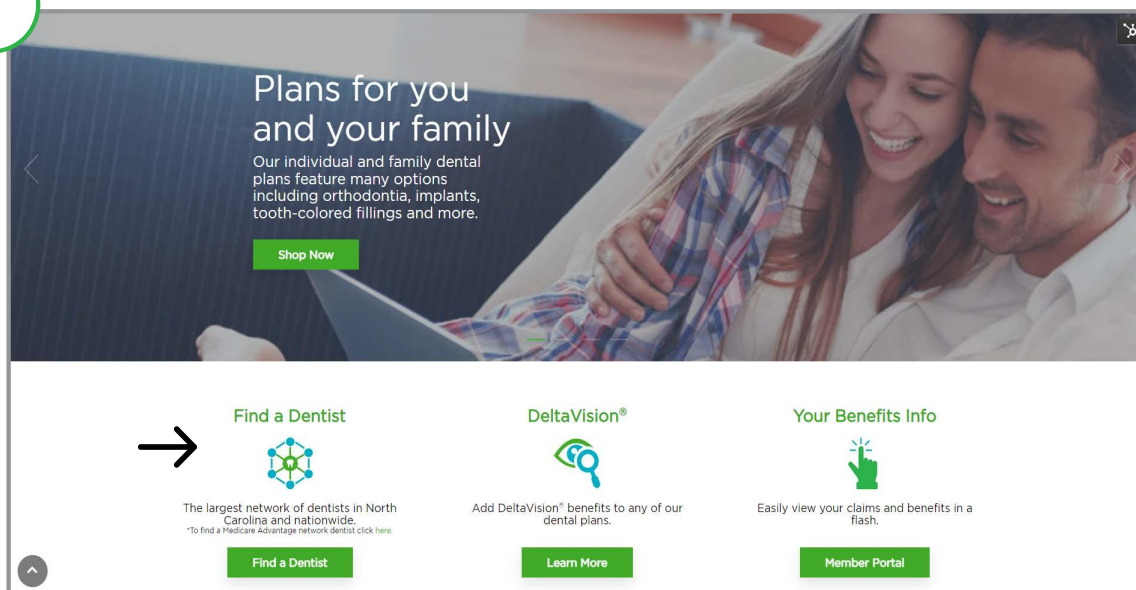 Plans for you
and your family
Our individual and family dental
plans feature many options
including orthodontia, implants,
tooth-colored fillings and more.
Shop Now
Find a Dentist
The largest network of dentists in North
Carolina and nationwide.
*To find a Medicare Advantage network dentist click here.
Find a Dentist
DeltaVision®
Add DeltaVision® benefits to any of our
dental plans.
Learn More
Your Benefits Info
Easily view your claims and benefits in a
flash.
Member Portal